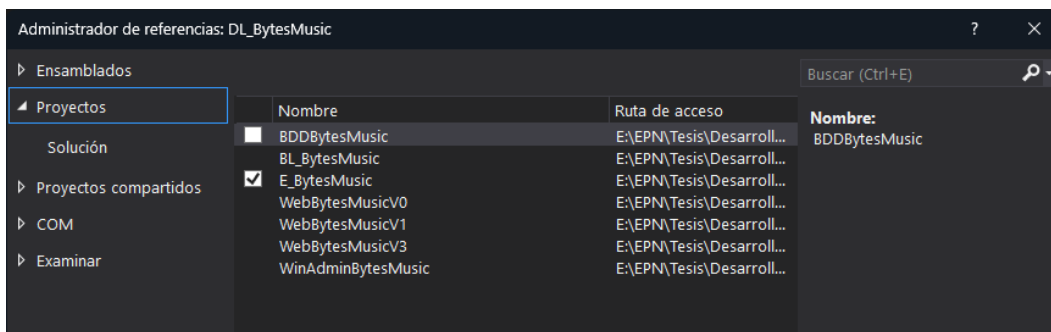 Administrador de referencias: DL_BytesMusic ?
Ensamblados
Proyectos
Solución
Proyectos compartidos
COM
Examinar
Nombre Ruta de acceso
BDDBytesMusic E:\EPN\Tesis\Desarroll...
BL_BytesMusic E:\EPN\Tesis\Desarroll...
E_BytesMusic E:\EPN\Tesis\Desarroll...
WebBytesMusicV0 E:\EPN\Tesis\Desarroll...
WebBytesMusicV1 E:\EPN\Tesis\Desarroll...
WebBytesMusicV3 E:\EPN\Tesis\Desarroll...
WinAdminBytesMusic E:\EPN\Tesis\Desarroll...
Buscar (Ctrl+E)
Nombre:
BDDBytesMusic